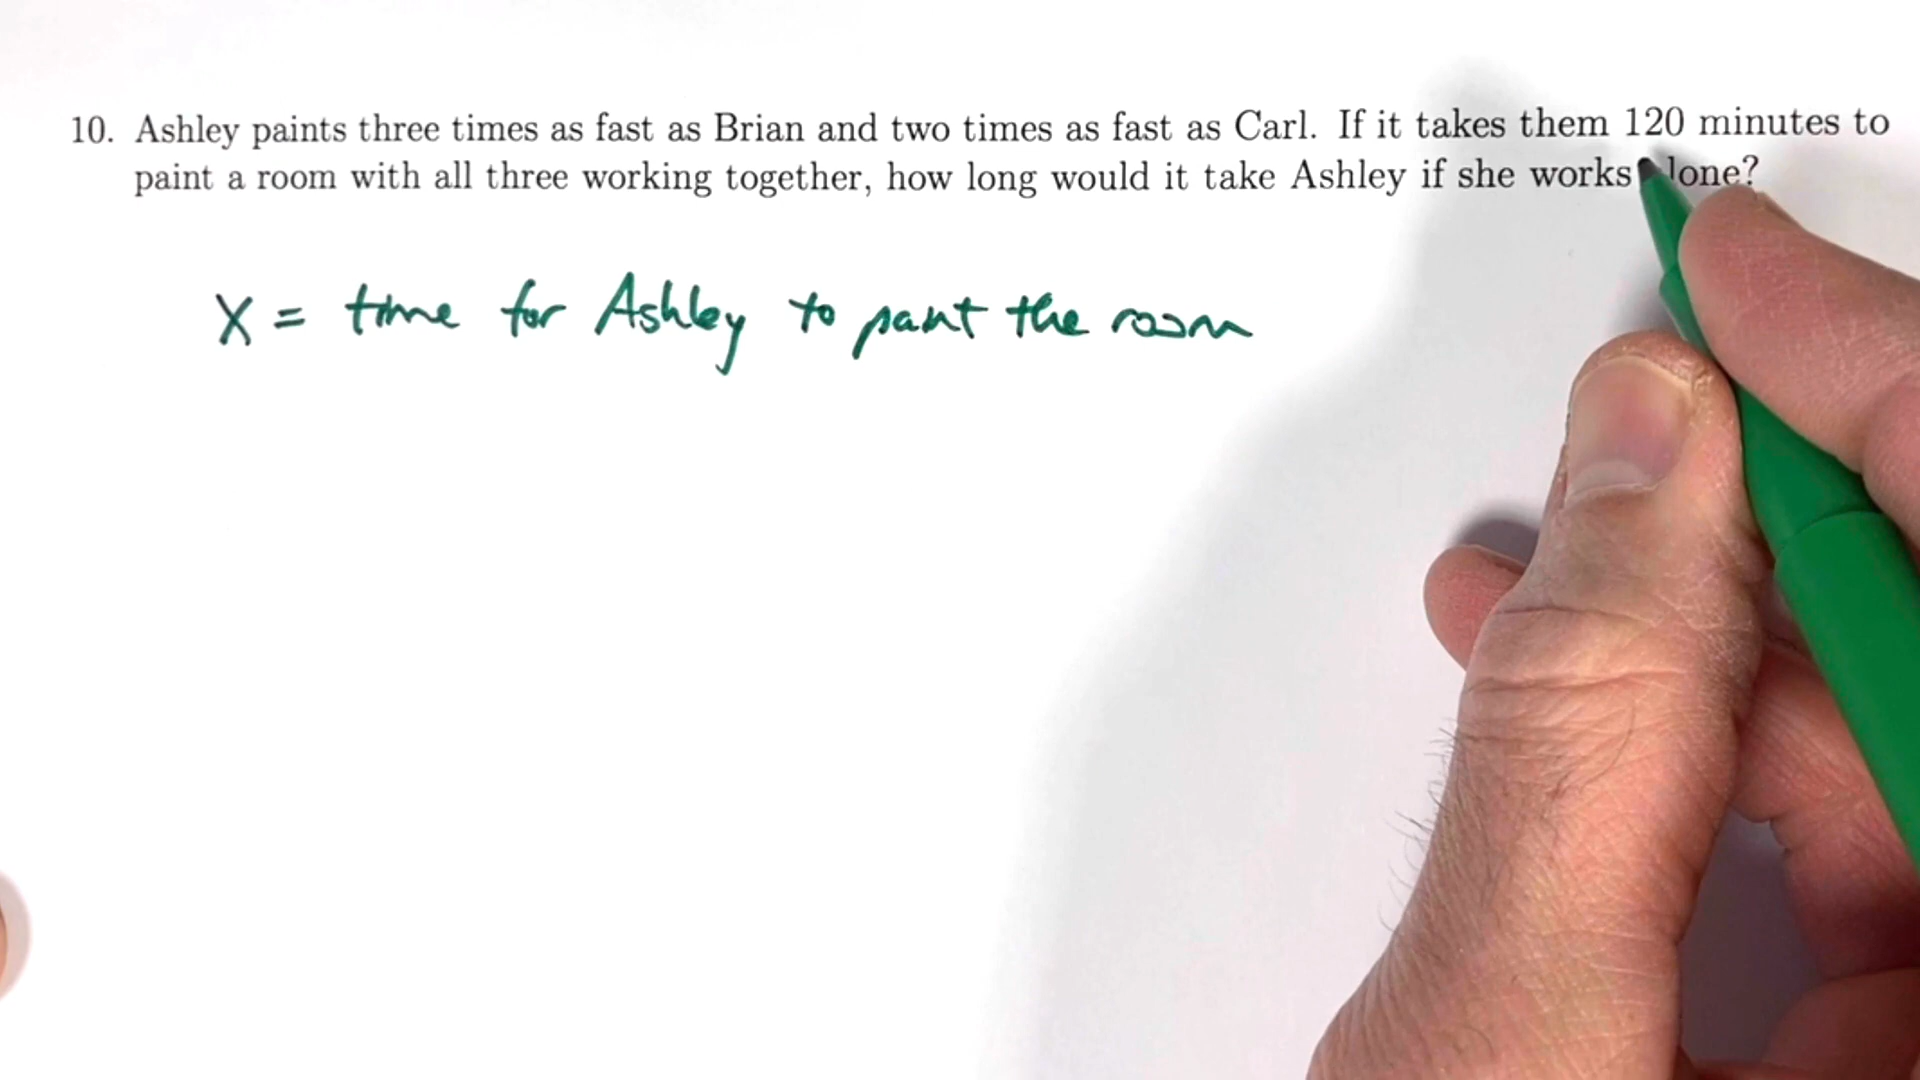 10. Ashley paints three times as fast as Brian and two times as fast as Carl. If it takes them 120 minutes to
paint a room with all three working together, how long would it take Ashley if she works lone?
X = time for Ashley to paint the room